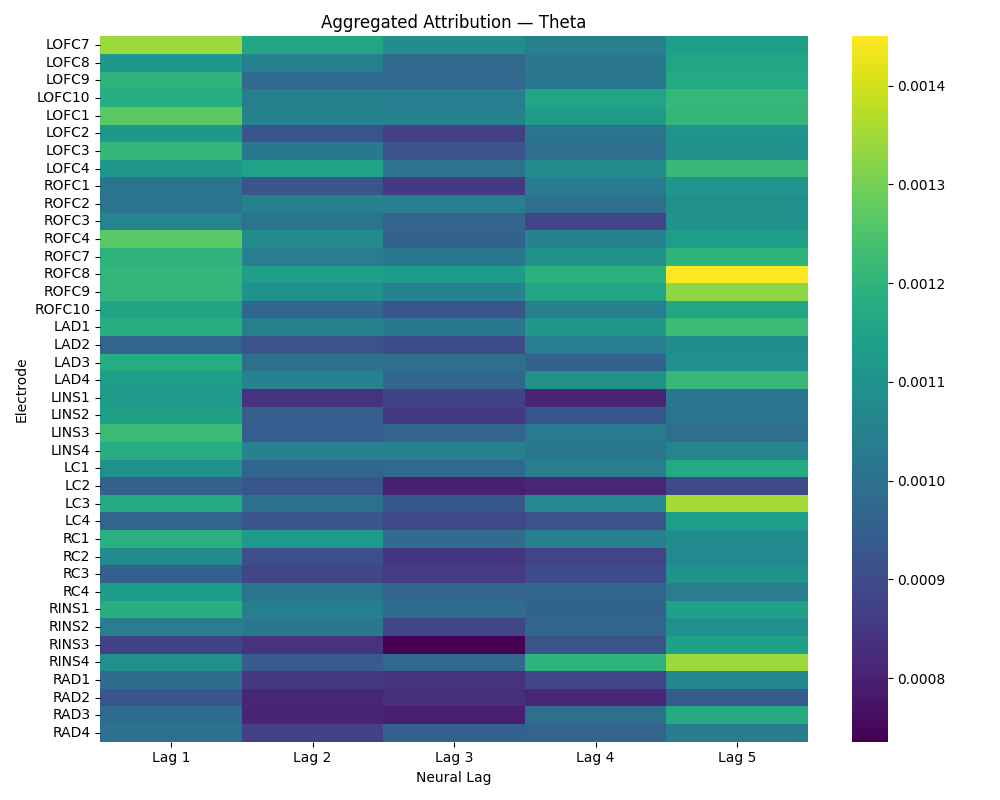 Aggregated Attribution — Theta
LOFC7
LOFC8
LOFC9
LOFC10
LOFC1
LOFC2
LOFC3
LOFC4
ROFC1
ROFC2
ROFC3
ROFC4
ROFC7
ROFC8
ROFC9
ROFC10
LAD1
LAD2
LAD3
LAD4
LINS1
LINS2
LINS3
LINS4
LC1
LC2
LC3
LC4
RC1
RC2
RC3
RC4
RINS1
RINS2
RINS3
RINS4
RAD1
RAD2
RAD3
RAD4
Electrode
Lag 1 Lag 2 Lag 3 Lag 4 Lag 5
Neural Lag
0.0014
0.0013
0.0012
0.0011
0.0010
0.0009
0.0008